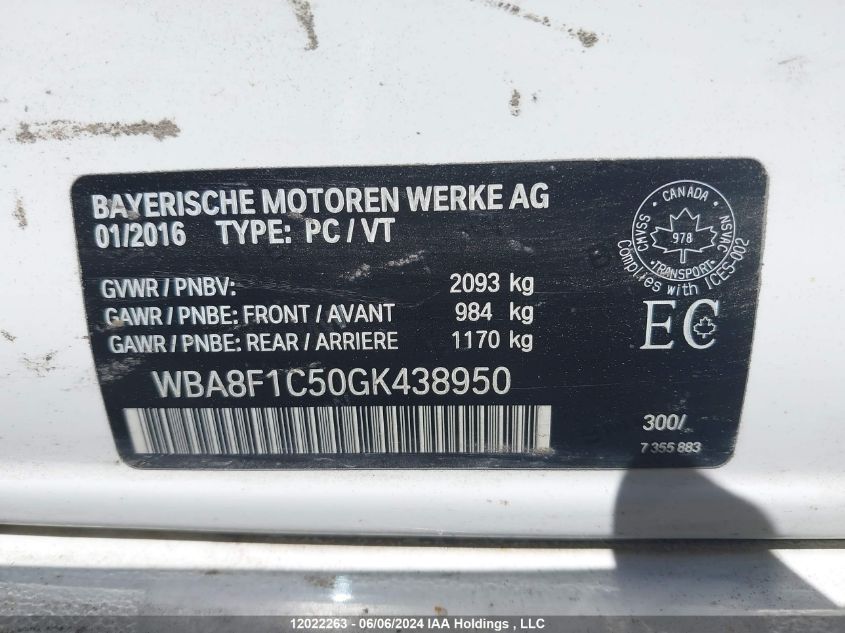 BAYERISCHE MOTOREN WERKE AG
01/2016 TYPE: PC / VT
GVWR / PNBV: 2093 kg
GAWR / PNBE: FRONT / AVANT 984 kg
GAWR / PNBE: REAR / ARRIERE 1170 kg
WBA8F1C50GK438950
CANADA
CMVSS
978
NSVAC
TRANSPORT
Complies with ICES-002
EC
300/
7 355 883
12022263 - 06/06/2024 IAA Holdings , LLC